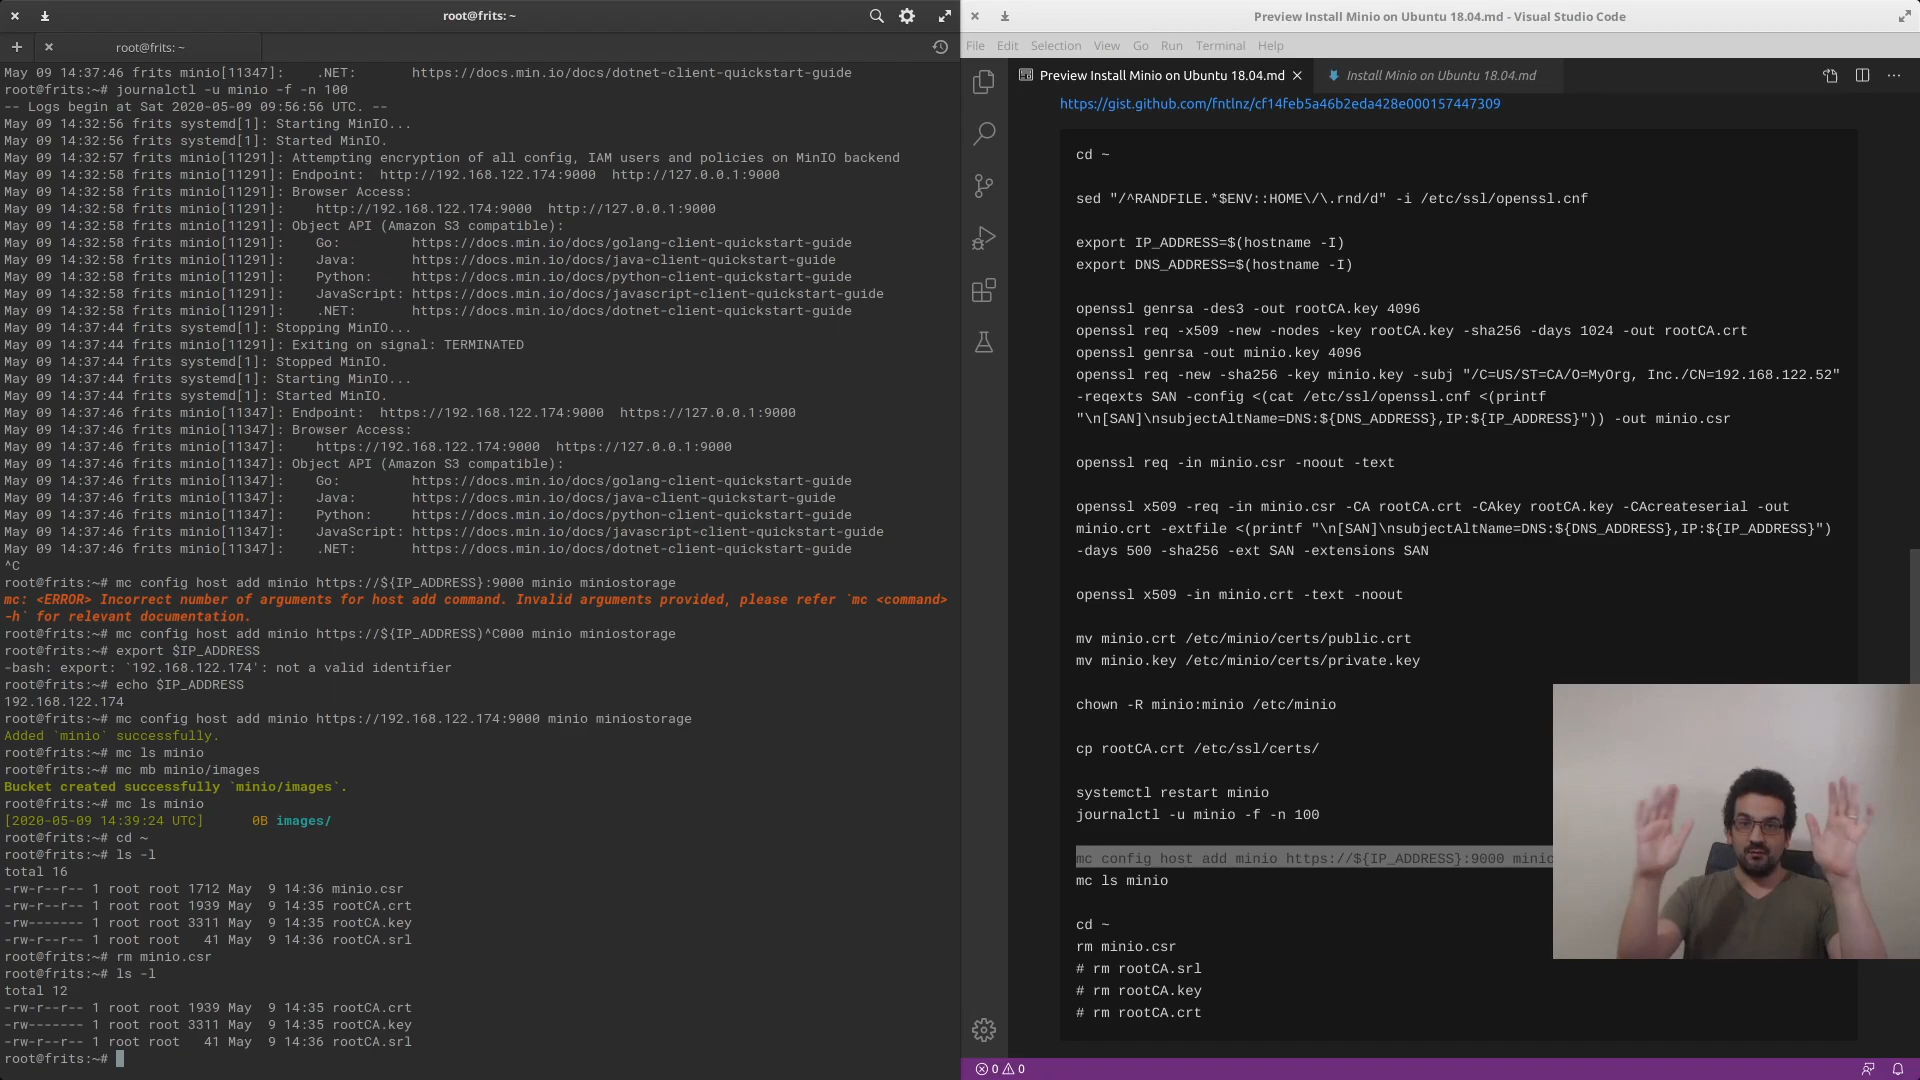 root@frits: ~
root@frits: ~
May 09 14:37:46 frits minio[11347]:    .NET:       https://docs.min.io/docs/dotnet-client-quickstart-guide
root@frits:~# journalctl -u minio -f -n 100
-- Logs begin at Sat 2020-05-09 09:56:56 UTC. --
May 09 14:32:56 frits systemd[1]: Starting MinIO...
May 09 14:32:56 frits systemd[1]: Started MinIO.
May 09 14:32:57 frits minio[11291]: Attempting encryption of all config, IAM users and policies on MinIO backend
May 09 14:32:58 frits minio[11291]: Endpoint:  http://192.168.122.174:9000  http://127.0.0.1:9000
May 09 14:32:58 frits minio[11291]: Browser Access:
May 09 14:32:58 frits minio[11291]:    http://192.168.122.174:9000  http://127.0.0.1:9000
May 09 14:32:58 frits minio[11291]: Object API (Amazon S3 compatible):
May 09 14:32:58 frits minio[11291]:    Go:         https://docs.min.io/docs/golang-client-quickstart-guide
May 09 14:32:58 frits minio[11291]:    Java:       https://docs.min.io/docs/java-client-quickstart-guide
May 09 14:32:58 frits minio[11291]:    Python:     https://docs.min.io/docs/python-client-quickstart-guide
May 09 14:32:58 frits minio[11291]:    JavaScript: https://docs.min.io/docs/javascript-client-quickstart-guide
May 09 14:32:58 frits minio[11291]:    .NET:       https://docs.min.io/docs/dotnet-client-quickstart-guide
May 09 14:37:44 frits systemd[1]: Stopping MinIO...
May 09 14:37:44 frits minio[11291]: Exiting on signal: TERMINATED
May 09 14:37:44 frits systemd[1]: Stopped MinIO.
May 09 14:37:44 frits systemd[1]: Starting MinIO...
May 09 14:37:44 frits systemd[1]: Started MinIO.
May 09 14:37:46 frits minio[11347]: Endpoint:  https://192.168.122.174:9000  https://127.0.0.1:9000
May 09 14:37:46 frits minio[11347]: Browser Access:
May 09 14:37:46 frits minio[11347]:    https://192.168.122.174:9000  https://127.0.0.1:9000
May 09 14:37:46 frits minio[11347]: Object API (Amazon S3 compatible):
May 09 14:37:46 frits minio[11347]:    Go:         https://docs.min.io/docs/golang-client-quickstart-guide
May 09 14:37:46 frits minio[11347]:    Java:       https://docs.min.io/docs/java-client-quickstart-guide
May 09 14:37:46 frits minio[11347]:    Python:     https://docs.min.io/docs/python-client-quickstart-guide
May 09 14:37:46 frits minio[11347]:    JavaScript: https://docs.min.io/docs/javascript-client-quickstart-guide
May 09 14:37:46 frits minio[11347]:    .NET:       https://docs.min.io/docs/dotnet-client-quickstart-guide
^C
root@frits:~# mc config host add minio https://${IP_ADDRESS}:9000 minio miniostorage
mc: <ERROR> Incorrect number of arguments for host add command. Invalid arguments provided, please refer `mc <command>
-h` for relevant documentation.
root@frits:~# mc config host add minio https://${IP_ADDRESS)^C000 minio miniostorage
root@frits:~# export $IP_ADDRESS
-bash: export: `192.168.122.174': not a valid identifier
root@frits:~# echo $IP_ADDRESS
192.168.122.174
root@frits:~# mc config host add minio https://192.168.122.174:9000 minio miniostorage
Added `minio` successfully.
root@frits:~# mc ls minio
root@frits:~# mc mb minio/images
Bucket created successfully `minio/images`.
root@frits:~# mc ls minio
[2020-05-09 14:39:24 UTC]      0B images/
root@frits:~# cd ~
root@frits:~# ls -l
total 16
-rw-r--r-- 1 root root 1712 May  9 14:36 minio.csr
-rw-r--r-- 1 root root 1939 May  9 14:35 rootCA.crt
-rw------- 1 root root 3311 May  9 14:35 rootCA.key
-rw-r--r-- 1 root root   41 May  9 14:36 rootCA.srl
root@frits:~# rm minio.csr
root@frits:~# ls -l
total 12
-rw-r--r-- 1 root root 1939 May  9 14:35 rootCA.crt
-rw------- 1 root root 3311 May  9 14:35 rootCA.key
-rw-r--r-- 1 root root   41 May  9 14:36 rootCA.srl
root@frits:~#
Preview Install Minio on Ubuntu 18.04.md - Visual Studio Code
File Edit Selection View Go Run Terminal Help
Preview Install Minio on Ubuntu 18.04.md
Install Minio on Ubuntu 18.04.md
https://gist.github.com/fntlnz/cf14feb5a46b2eda428e000157447309
cd ~
sed "/^RANDFILE.*$ENV::HOME\/\.rnd/d" -i /etc/ssl/openssl.cnf
export IP_ADDRESS=$(hostname -I)
export DNS_ADDRESS=$(hostname -I)
openssl genrsa -des3 -out rootCA.key 4096
openssl req -x509 -new -nodes -key rootCA.key -sha256 -days 1024 -out rootCA.crt
openssl genrsa -out minio.key 4096
openssl req -new -sha256 -key minio.key -subj "/C=US/ST=CA/O=MyOrg, Inc./CN=192.168.122.52"
-reqexts SAN -config <(cat /etc/ssl/openssl.cnf <(printf
"\n[SAN]\nsubjectAltName=DNS:${DNS_ADDRESS},IP:${IP_ADDRESS}")) -out minio.csr
openssl req -in minio.csr -noout -text
openssl x509 -req -in minio.csr -CA rootCA.crt -CAkey rootCA.key -CAcreateserial -out
minio.crt -extfile <(printf "\n[SAN]\nsubjectAltName=DNS:${DNS_ADDRESS},IP:${IP_ADDRESS}")
-days 500 -sha256 -ext SAN -extensions SAN
openssl x509 -in minio.crt -text -noout
mv minio.crt /etc/minio/certs/public.crt
mv minio.key /etc/minio/certs/private.key
chown -R minio:minio /etc/minio
cp rootCA.crt /etc/ssl/certs/
systemctl restart minio
journalctl -u minio -f -n 100
mc config host add minio https://${IP_ADDRESS}:9000 minio
mc ls minio
cd ~
rm minio.csr
# rm rootCA.srl
# rm rootCA.key
# rm rootCA.crt
0 0